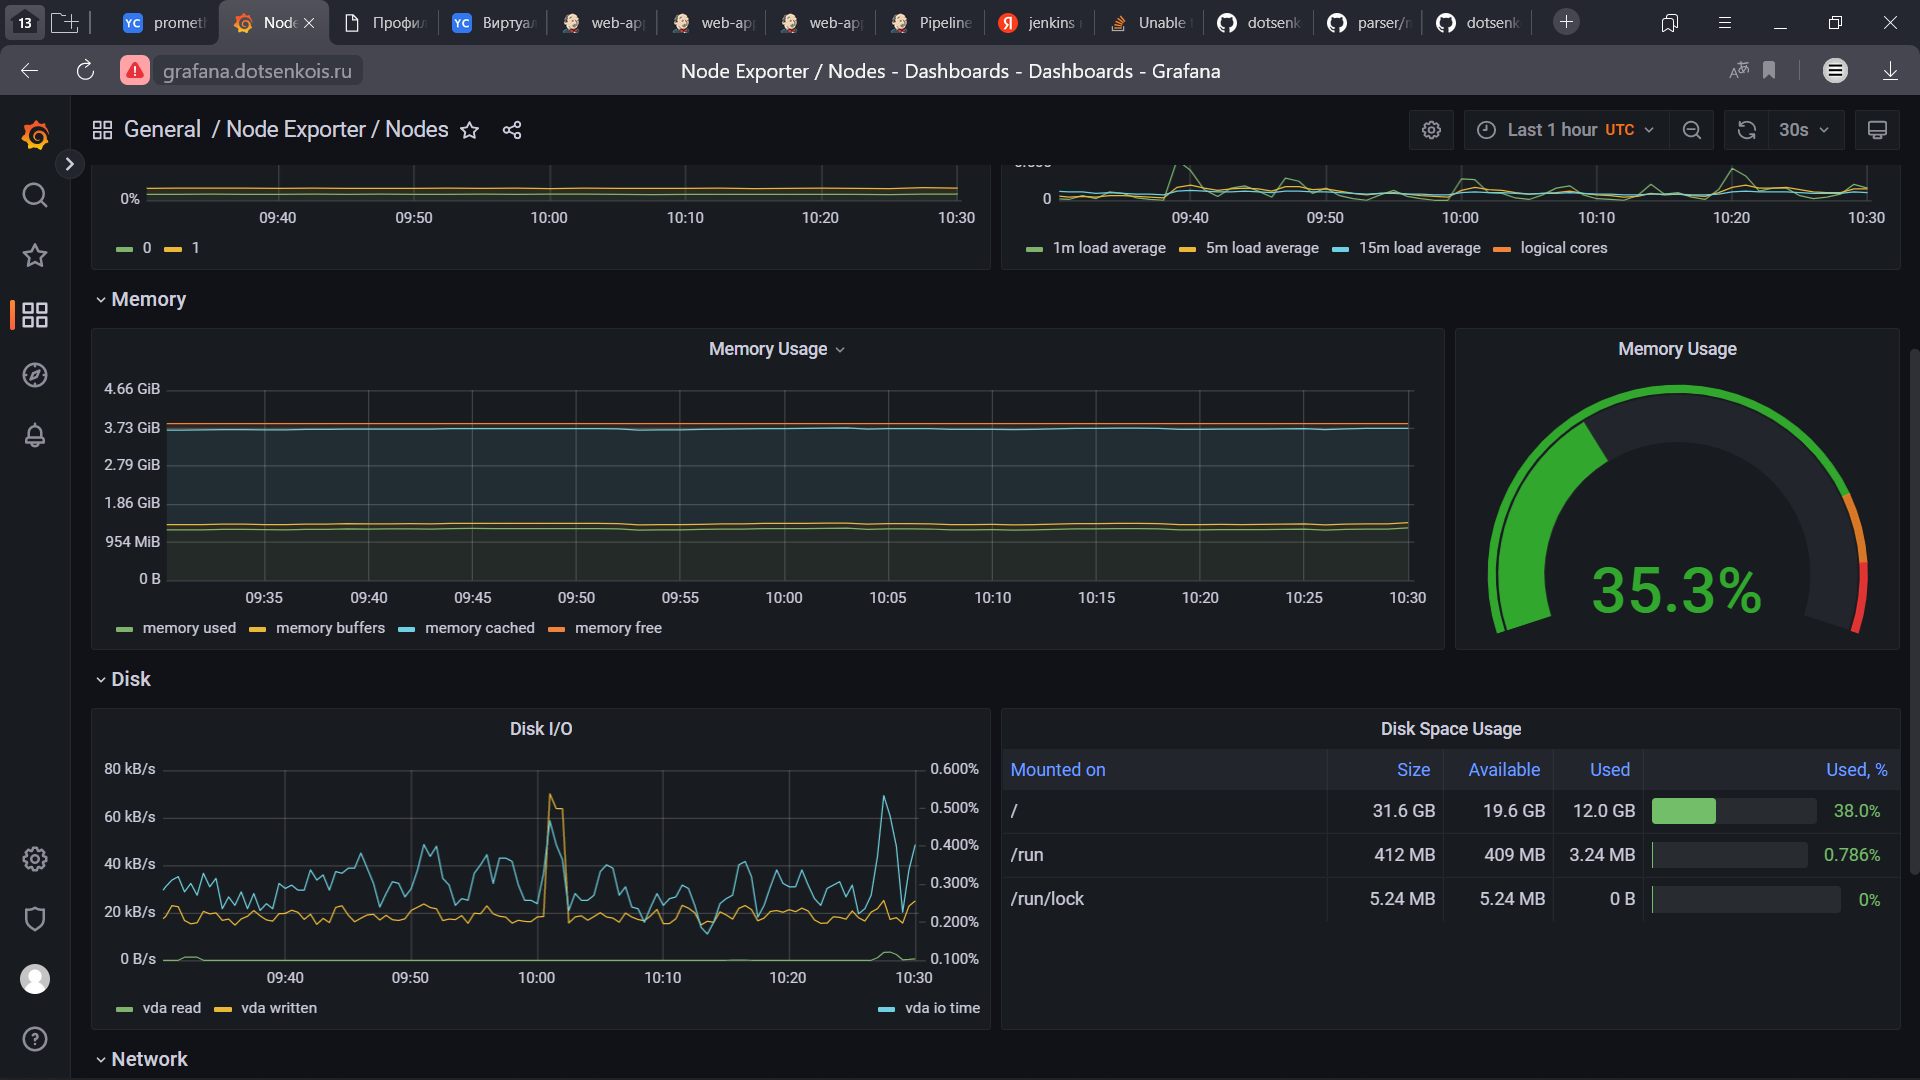 13
YC prometh
Node
Профил
YC Виртуал
web-app
web-app
web-app
Pipeline
Я jenkins
Unable
dotsenk
parser/
dotsenk
grafana.dotsenkois.ru
Node Exporter / Nodes - Dashboards - Dashboards - Grafana
General / Node Exporter / Nodes
Last 1 hour UTC
30s
0%
09:40 09:50 10:00 10:10 10:20 10:30
0 1
0
09:40 09:50 10:00 10:10 10:20 10:30
1m load average 5m load average 15m load average logical cores
Memory
Memory Usage
4.66 GiB
3.73 GiB
2.79 GiB
1.86 GiB
954 MiB
0 B
09:35 09:40 09:45 09:50 09:55 10:00 10:05 10:10 10:15 10:20 10:25 10:30
memory used memory buffers memory cached memory free
Memory Usage
35.3%
Disk
Disk I/O
80 kB/s
60 kB/s
40 kB/s
20 kB/s
0 B/s
0.600%
0.500%
0.400%
0.300%
0.200%
0.100%
09:40 09:50 10:00 10:10 10:20 10:30
vda read vda written vda io time
Disk Space Usage
Mounted on Size Available Used Used, %
/ 31.6 GB 19.6 GB 12.0 GB 38.0%
/run 412 MB 409 MB 3.24 MB 0.786%
/run/lock 5.24 MB 5.24 MB 0 B 0%
Network